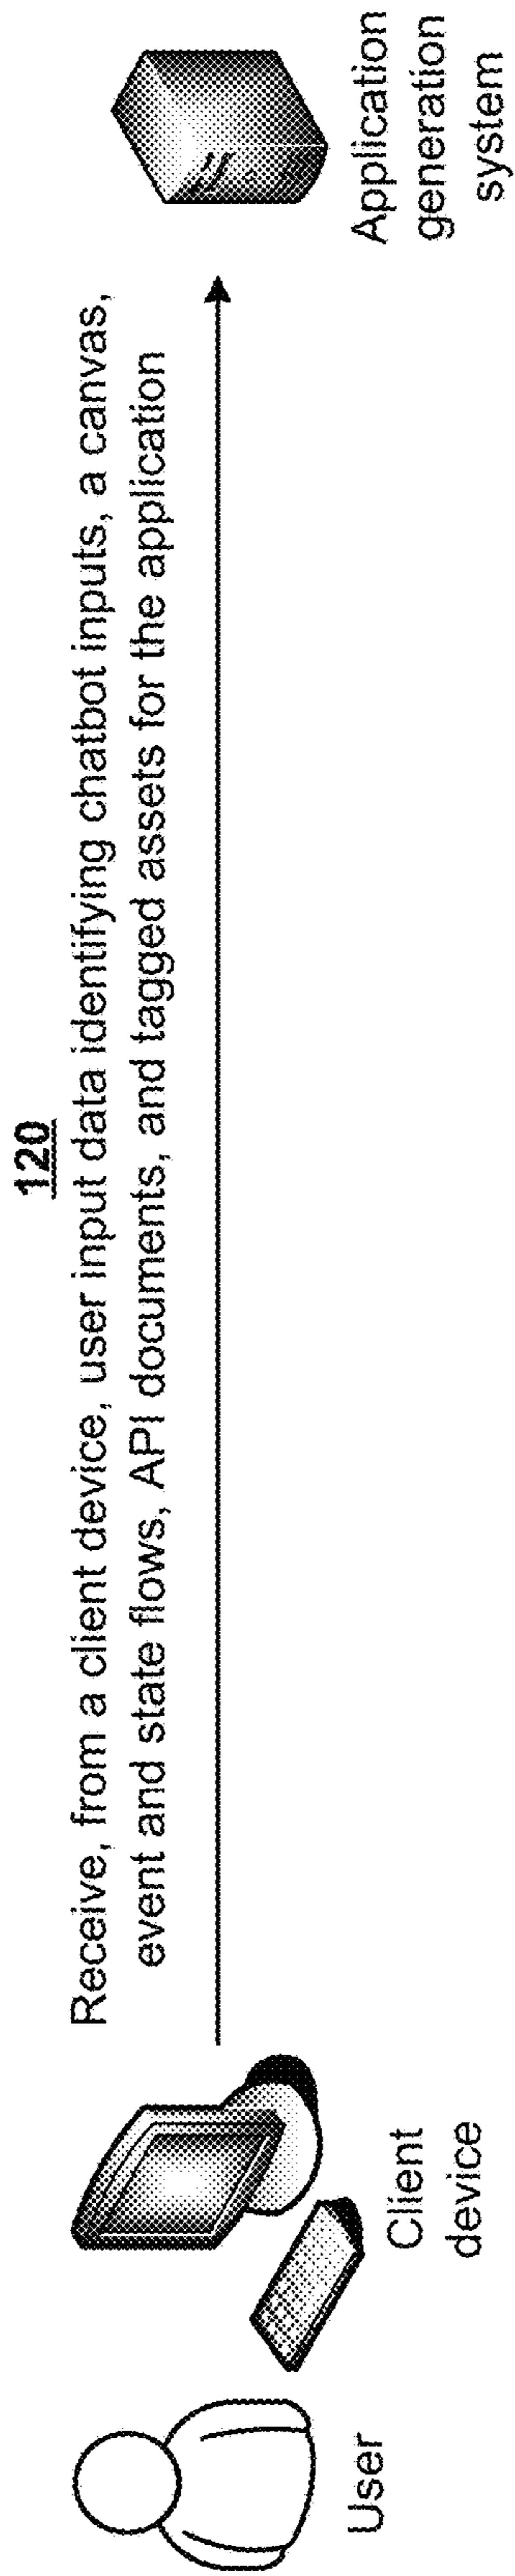 120
Receive, from a client device, user input data identifying chatbot inputs, a canvas,
event and state flows, API documents, and tagged assets for the application
User
Client
device
Application
generation
system